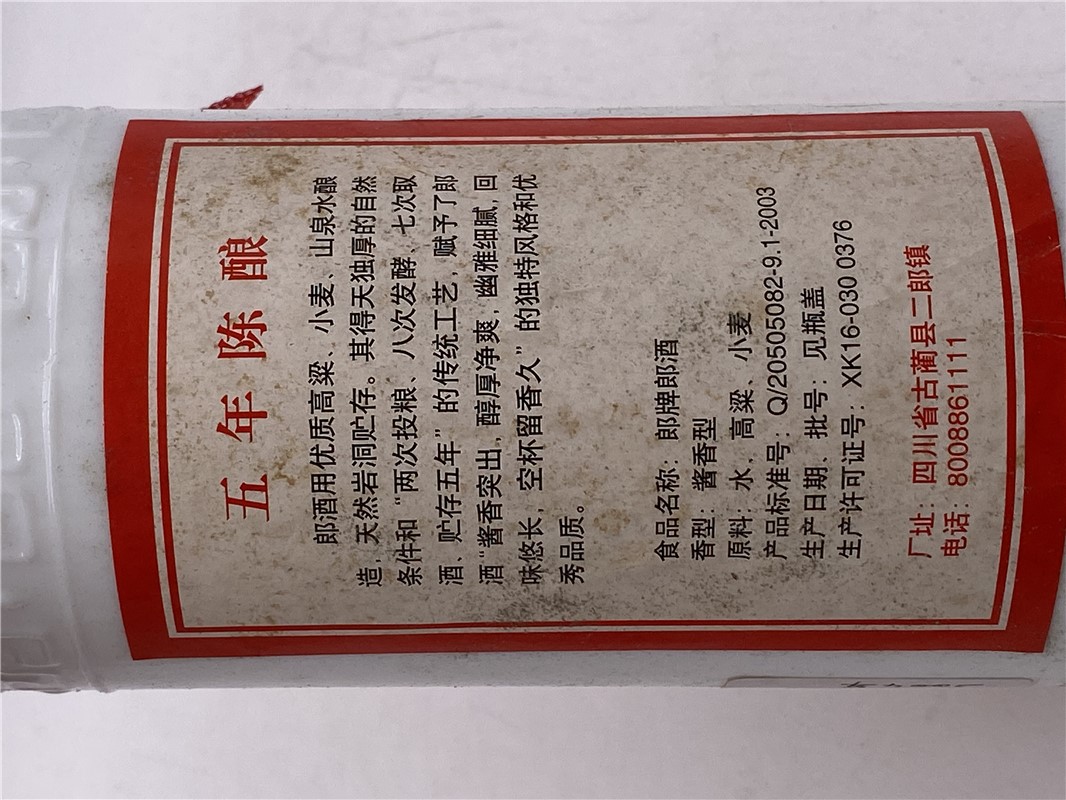 五年陈酿
郎酒用优质高粱、小麦、山泉水酿
造，天然岩洞贮存。其得天独厚的自然
条件和“两次投粮、八次发酵、七次取
酒、贮存五年”的传统工艺，赋予了郎
酒“酱香突出，醇厚净爽，幽雅细腻，回
味悠长，空杯留香久”的独特风格和优
秀品质。
食品名称：郎牌郎酒
香型：酱香型
原料：水、高粱、小麦
产品标准号：Q/20505082-9.1-2003
生产日期、批号：见瓶盖
生产许可证号：XK16-030 0376
厂址：四川省古蔺县二郎镇
电话：8008861111